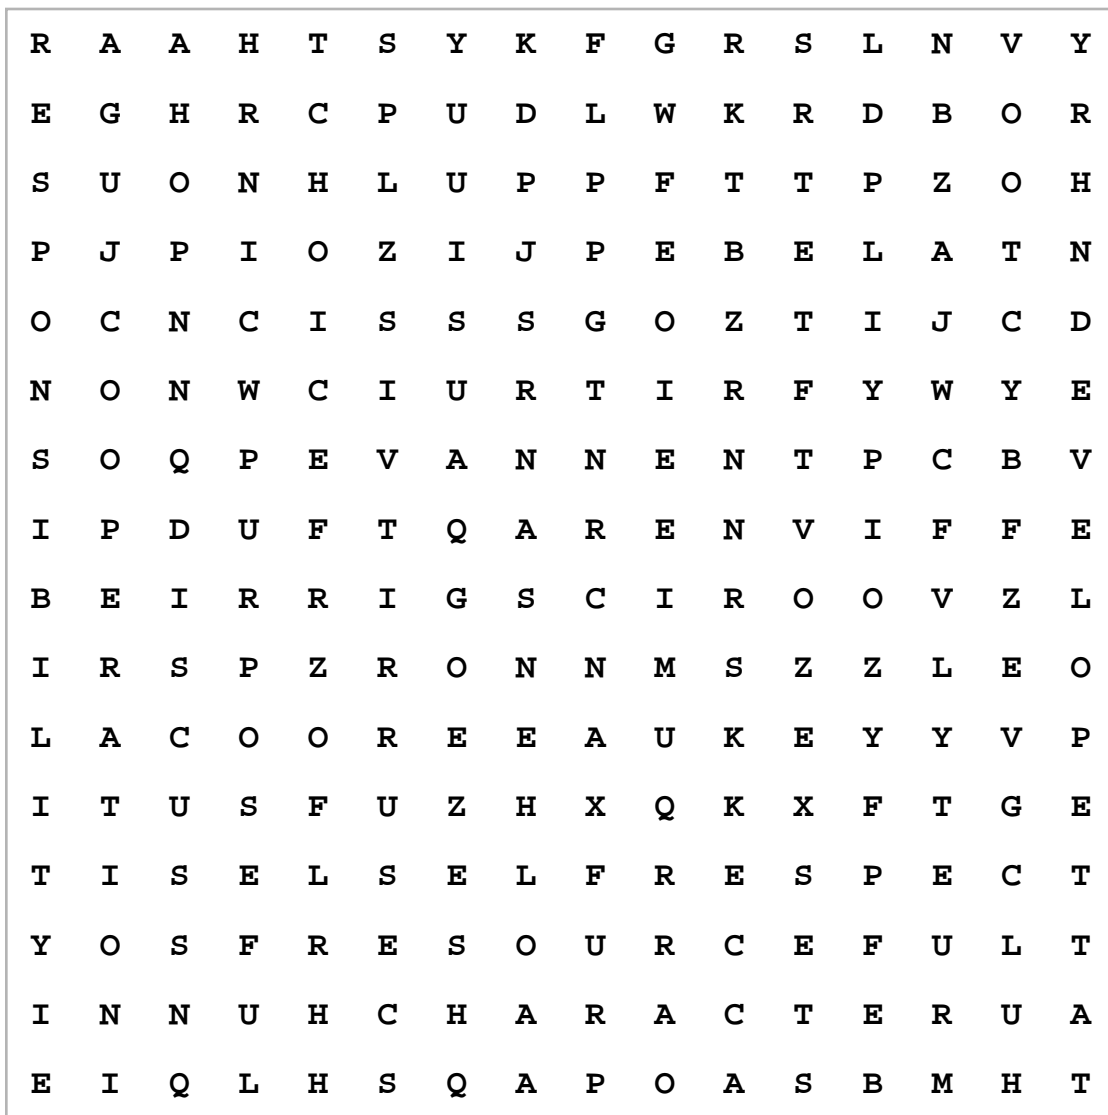 R A A H T S Y K F G R S L N V Y
E G H R C P U D L W K R D B O R
S U O N H L U P P F T T P Z O H
P J P I O Z I J P E B E L A T N
O C N C I S S S G O Z T I J C D
N O N W C I U R T I R F Y W Y E
S O Q P E V A N N E N T P C B V
I P D U F T Q A R E N V I F F E
B E I R R I G S C I R O O V Z L
I R S P Z R O N N M S Z Z L E O
L A C O O R E E A U K E Y Y V P
I T U S F U Z H X Q K X F T G E
T I S E L S E L F R E S P E C T
Y O S F R E S O U R C E F U L T
I N N U H C H A R A C T E R U A
E I Q L H S Q A P O A S B M H T